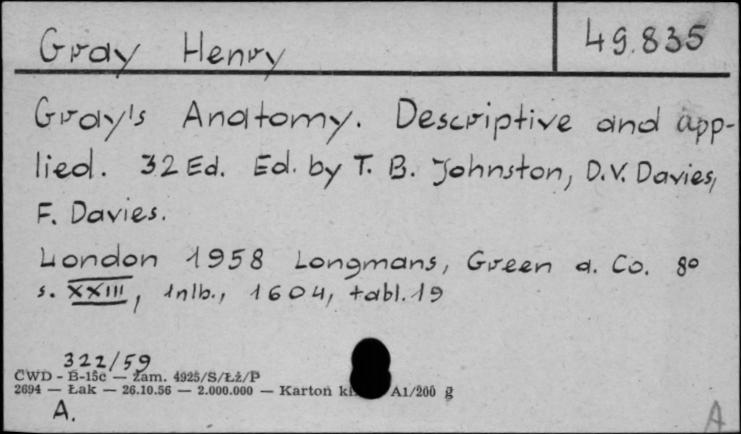 Gray Henry
49.835
Gray's Anatomy. Descriptive and app-
lied. 32 Ed. Ed. by T. B. Johnston, D.V. Davies,
F. Davies.
London 1958 Longmans, Green a. Co. 8°
s. XXIII, 1nlb., 1604, tabl. 19
322/59
CWD - B-15c — Zam. 4925/S/Łż/P
2694 — Łak — 26.10.56 — 2.000.000 — Karton A1/200 g
A.
A